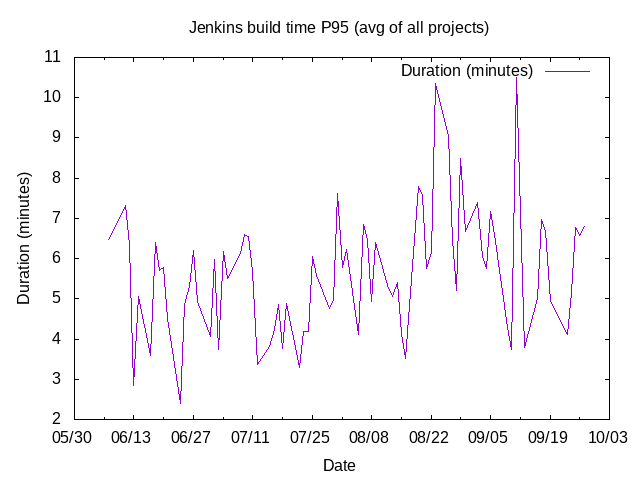 Jenkins build time P95 (avg of all projects)
Duration (minutes)
Duration (minutes)
11
10
9
8
7
6
5
4
3
2
05/30 06/13 06/27 07/11 07/25 08/08 08/22 09/05 09/19 10/03
Date